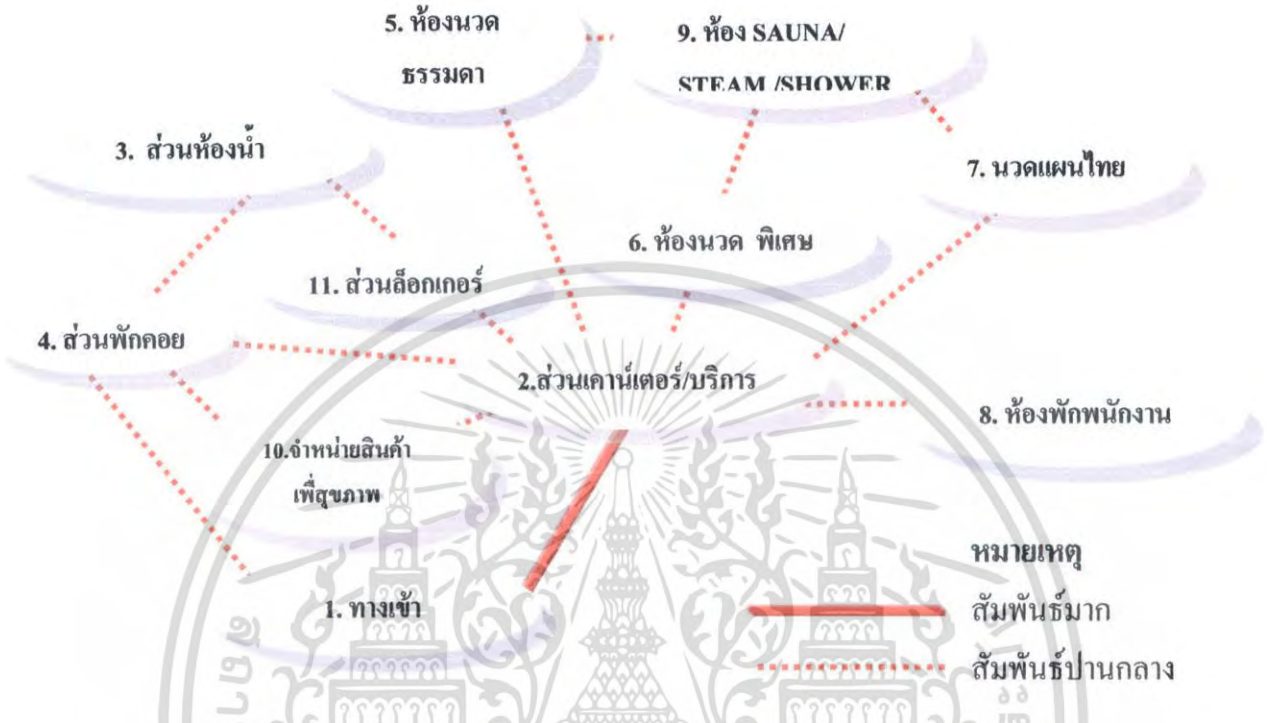 5. ห้องนวด
ธรรมดา
9. ห้อง SAUNA/
STEAM /SHOWER
3. ส่วนห้องน้ำ
7. นวดแผนไทย
6. ห้องนวด พิเศษ
11. ส่วนล็อกเกอร์
4. ส่วนพักคอย
2.ส่วนเคาน์เตอร์/บริการ
8. ห้องพักพนักงาน
10.จำหน่ายสินค้า
เพื่สุขภาพ
1. ทางเข้า
หมายเหตุ
สัมพันธ์มาก
สัมพันธ์ปานกลาง